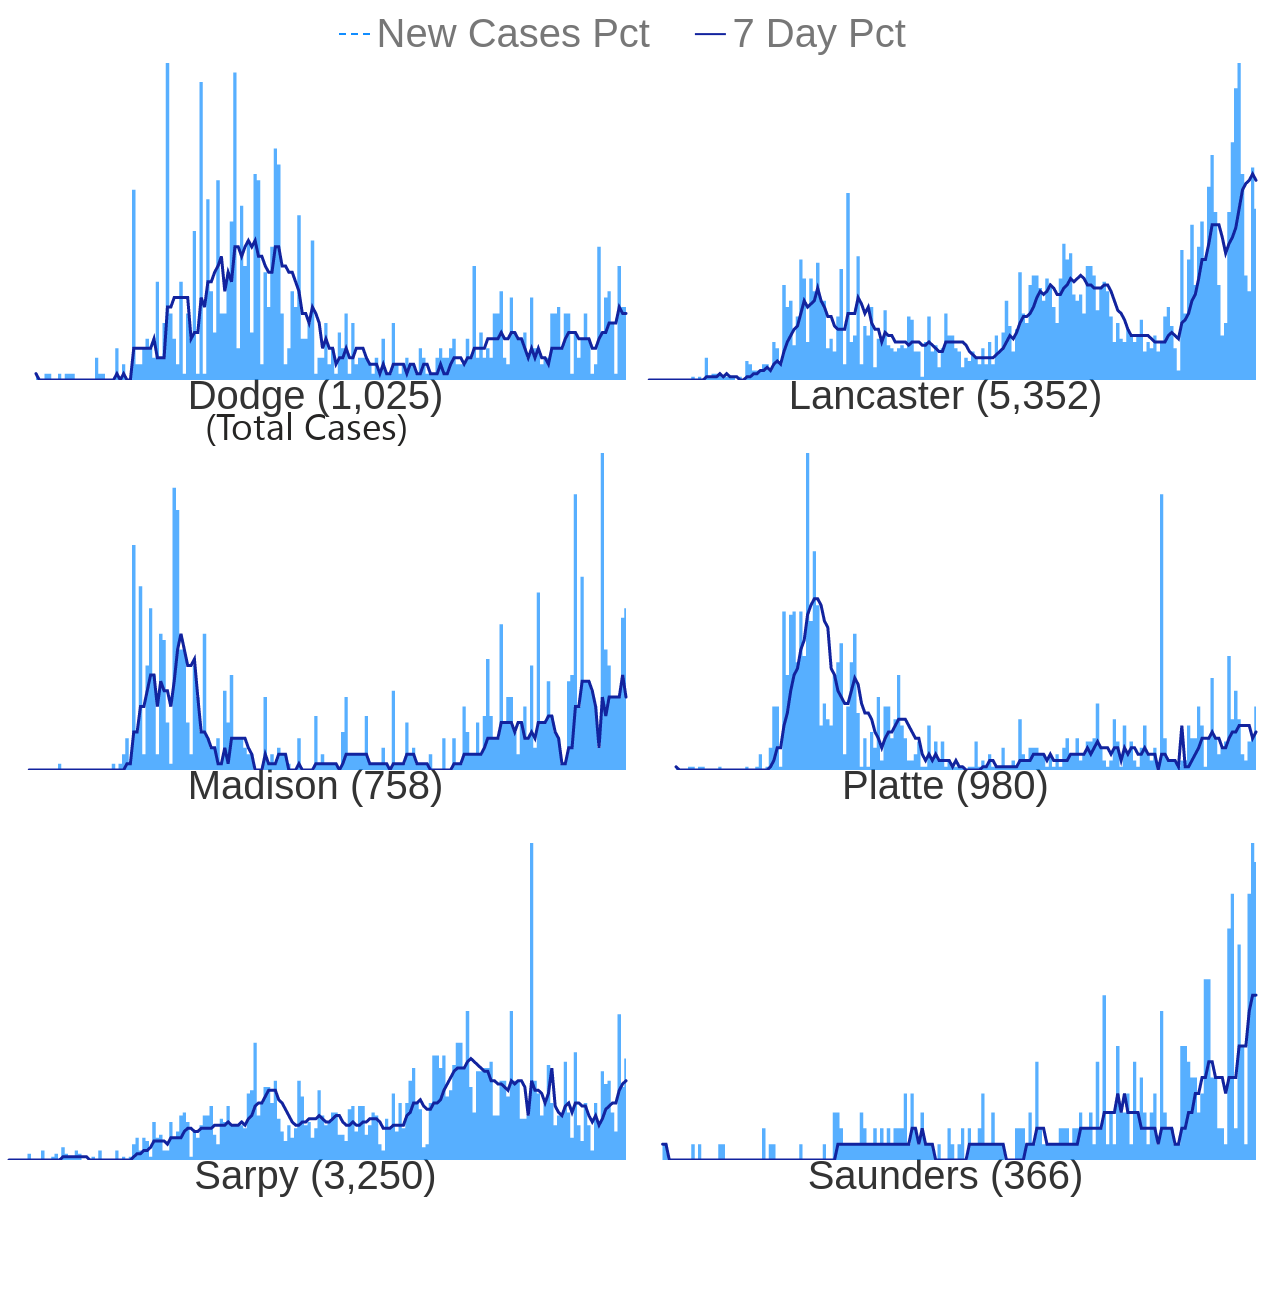 New Cases Pct 7 Day Pct
Dodge (1,025) Lancaster (5,352)
(Total Cases)
Madison (758) Platte (980)
Sarpy (3,250) Saunders (366)